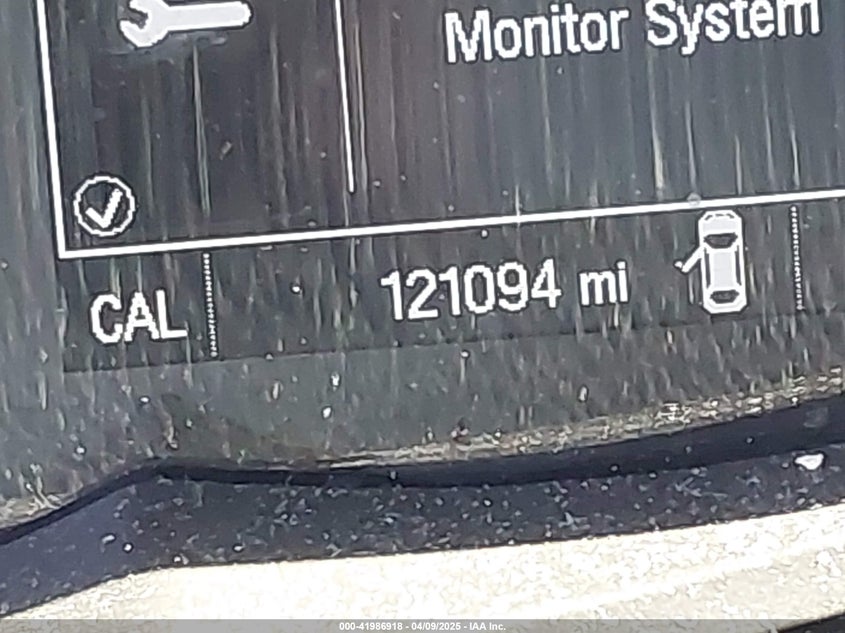 Monitor System
CAL 121094 mi
000-41986918 - 04/09/2025 - IAA Inc.